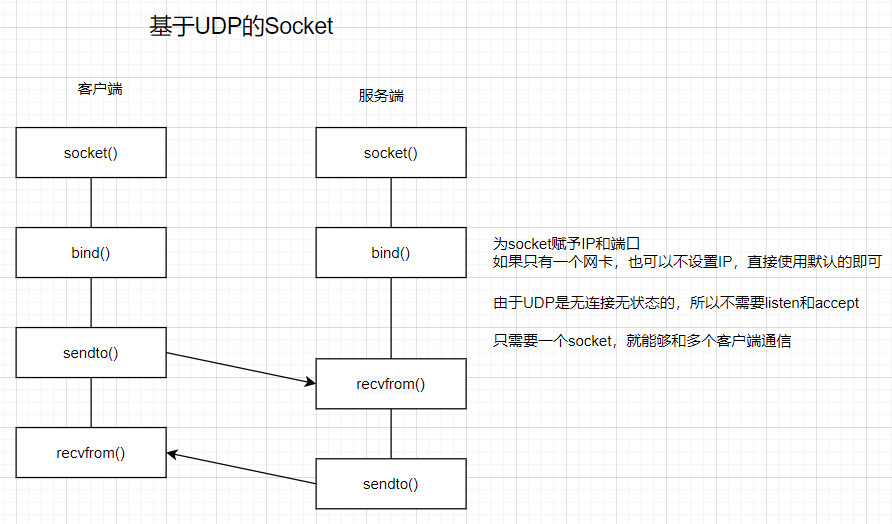 基于UDP的Socket
客户端
服务端
socket()
socket()
bind()
bind()
为socket赋予IP和端口
如果只有一个网卡，也可以不设置IP，直接使用默认的即可
由于UDP是无连接无状态的，所以不需要listen和accept
只需要一个socket，就能够和多个客户端通信
sendto()
recvfrom()
recvfrom()
sendto()